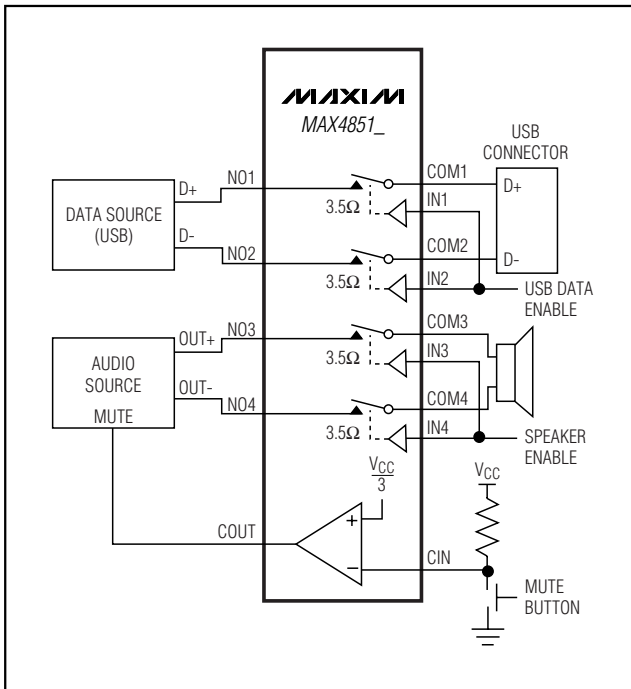 MAXIM
MAX4851_
USB
CONNECTOR
DATA SOURCE
(USB)
D+
D-
NO1
NO2
3.5Ω
3.5Ω
COM1
IN1
COM2
IN2
D+
D-
USB DATA
ENABLE
AUDIO
SOURCE
MUTE
OUT+
OUT-
NO3
NO4
3.5Ω
3.5Ω
COM3
IN3
COM4
IN4
SPEAKER
ENABLE
VCC
3
+
−
COUT
CIN
VCC
MUTE
BUTTON